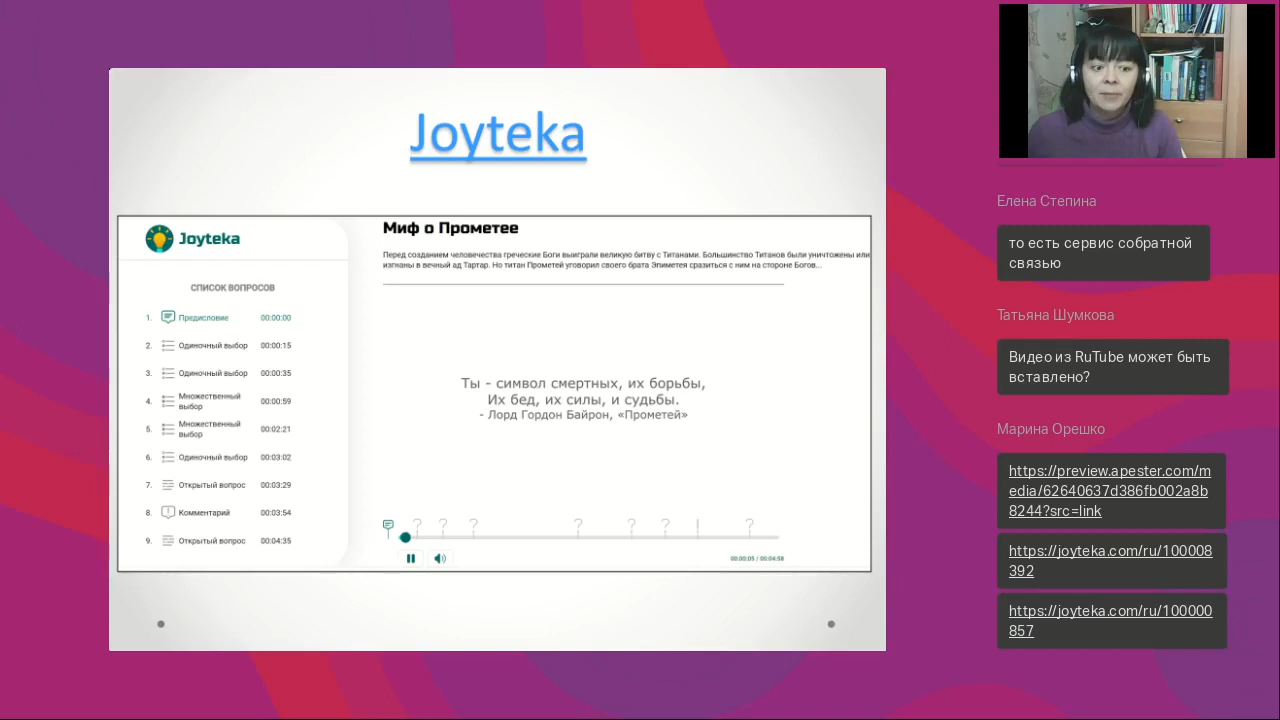 Joyteka
Joyteka
СПИСОК ВОПРОСОВ
1. Предисловие 00:00:00
2. Одиночный выбор 00:00:15
3. Одиночный выбор 00:00:35
4. Множественный
выбор 00:00:59
5. Множественный
выбор 00:02:21
6. Одиночный выбор 00:03:02
7. Открытый вопрос 00:03:29
8. Комментарий 00:03:54
9. Открытый вопрос 00:04:35
Миф о Прометее
Перед созданием человечества греческие Боги выиграли великую битву с Титанами. Большинство Титанов были уничтожены или
изгнаны в вечный ад Тартар. Но титан Прометей уговорил своего брата Эпиметея сразиться с ним на стороне Богов...
Ты - символ смертных, их борьбы,
Их бед, их силы, и судьбы.
- Лорд Гордон Байрон, «Прометей»
? ? ? ? ? ? ! ?
00:00:05 / 00:04:58
Елена Степина
то есть сервис собратной
связью
Татьяна Шумкова
Видео из RuTube может быть
вставлено?
Марина Орешко
https://preview.apester.com/m
edia/62640637d386fb002a8b
8244?src=link
https://joyteka.com/ru/100008
392
https://joyteka.com/ru/100000
857